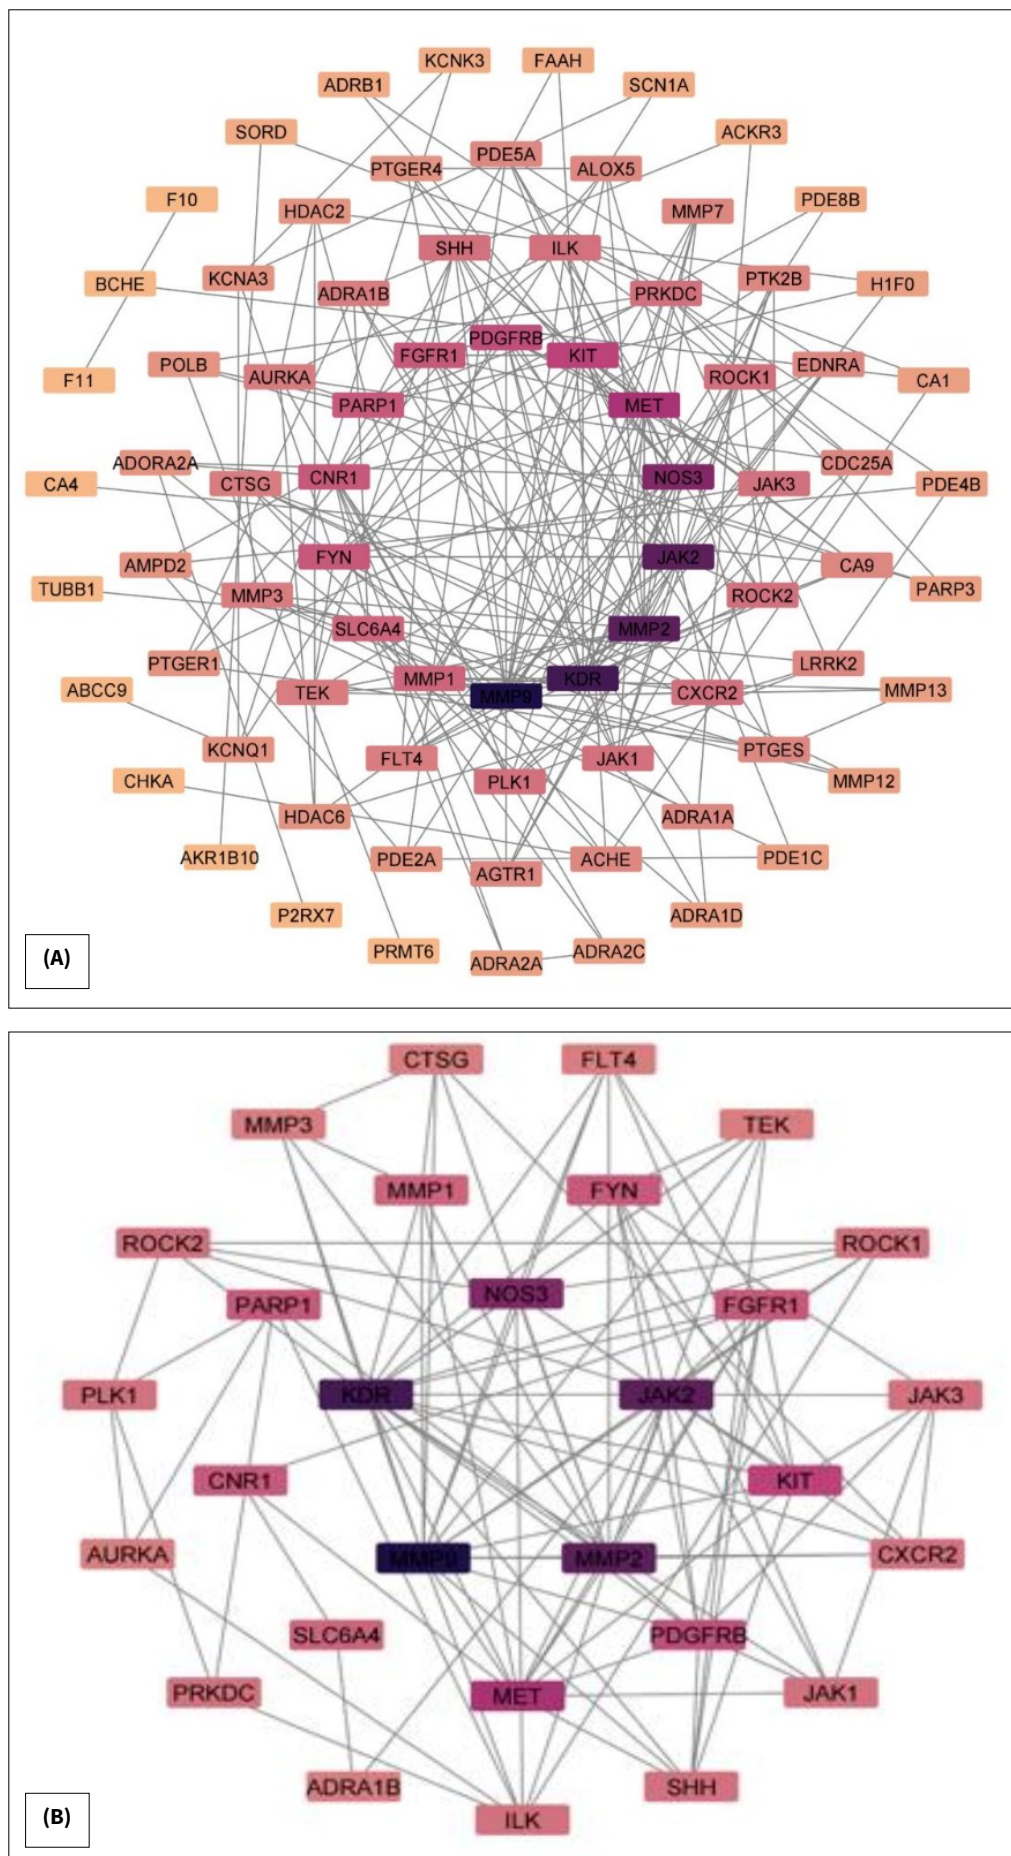 KCNK3 FAAH
ADRB1 SCN1A
SORD ACKR3
PDE5A
PTGER4 ALOX5
F10 HDAC2 MMP7 PDE8B
SHH ILK
BCHE KCNA3 ADRA1B PRKDC PTK2B H1F0
PDGFRB
FGFR1 KIT
F11 POLB AURKA ROCK1 EDNRA CA1
PARP1 MET
ADORA2A CDC25A
CA4 CTSG CNR1 NOS3 JAK3 PDE4B
AMPD2 FYN JAK2 CA9
TUBB1 MMP3 ROCK2 PARP3
SLC6A4 MMP2
PTGER1 LRRK2
ABCC9 TEK MMP1 MMP9 KDR CXCR2 MMP13
KCNQ1 FLT4 JAK1 PTGES
CHKA PLK1 MMP12
HDAC6 ADRA1A
AKR1B10 PDE2A AGTR1 ACHE PDE1C
P2RX7 ADRA1D
PRMT6 ADRA2A ADRA2C
(A)
CTSG FLT4
MMP3 TEK
MMP1 FYN
ROCK2 ROCK1
PARP1 NOS3 FGFR1
PLK1 KDR JAK2 JAK3
CNR1 KIT
AURKA MMP9 MMP2 CXCR2
SLC6A4 PDGFRB
PRKDC MET JAK1
ADRA1B SHH
ILK
(B)